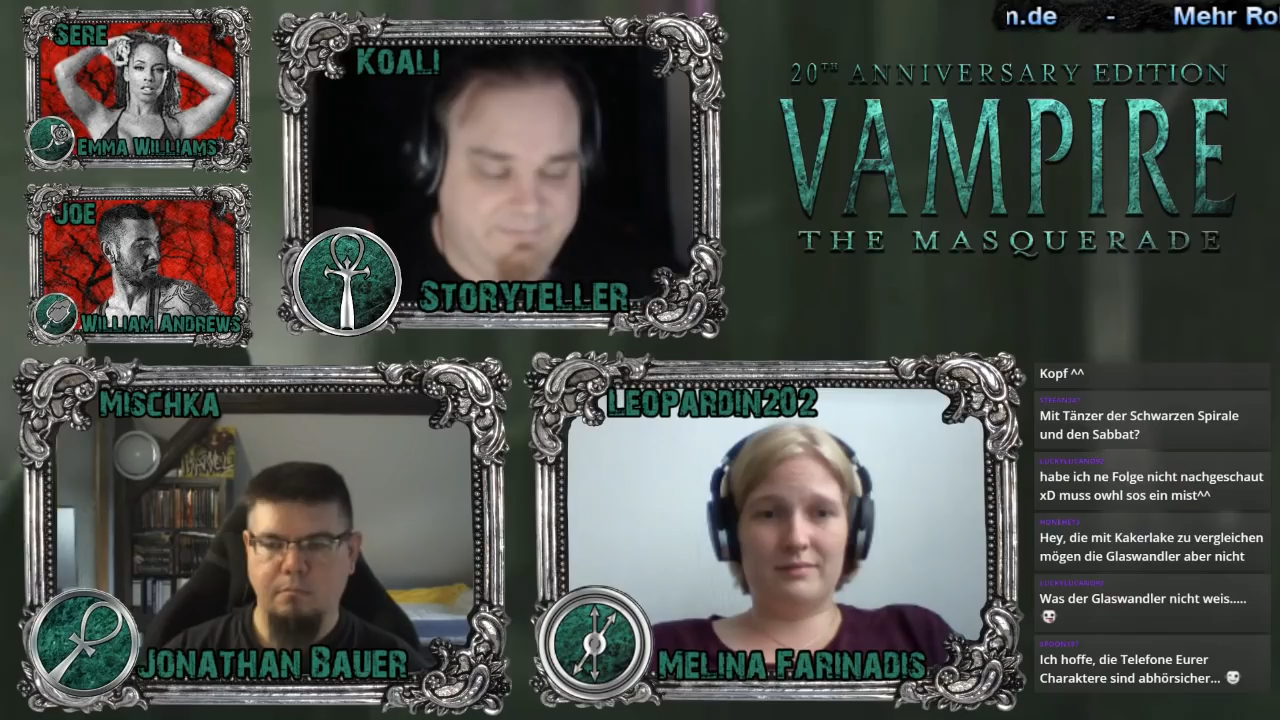 n.de - Mehr Ro
SERE
EMMA WILLIAMS
KOALI
STORYTELLER
20TH ANNIVERSARY EDITION
VAMPIRE
THE MASQUERADE
JOE
WILLIAM ANDREWS
MISCHKA
JONATHAN BAUER
LEOPARDIN202
MELINA FARINADIS
Kopf ^^
Mit Tänzer der Schwarzen Spirale
und den Sabbat?
habe ich ne Folge nicht nachgeschaut
xD muss owhl sos ein mist^^
Hey, die mit Kakerlake zu vergleichen
mögen die Glaswandler aber nicht
Was der Glaswandler nicht weis.....
Ich hoffe, die Telefone Eurer
Charaktere sind abhörsicher...